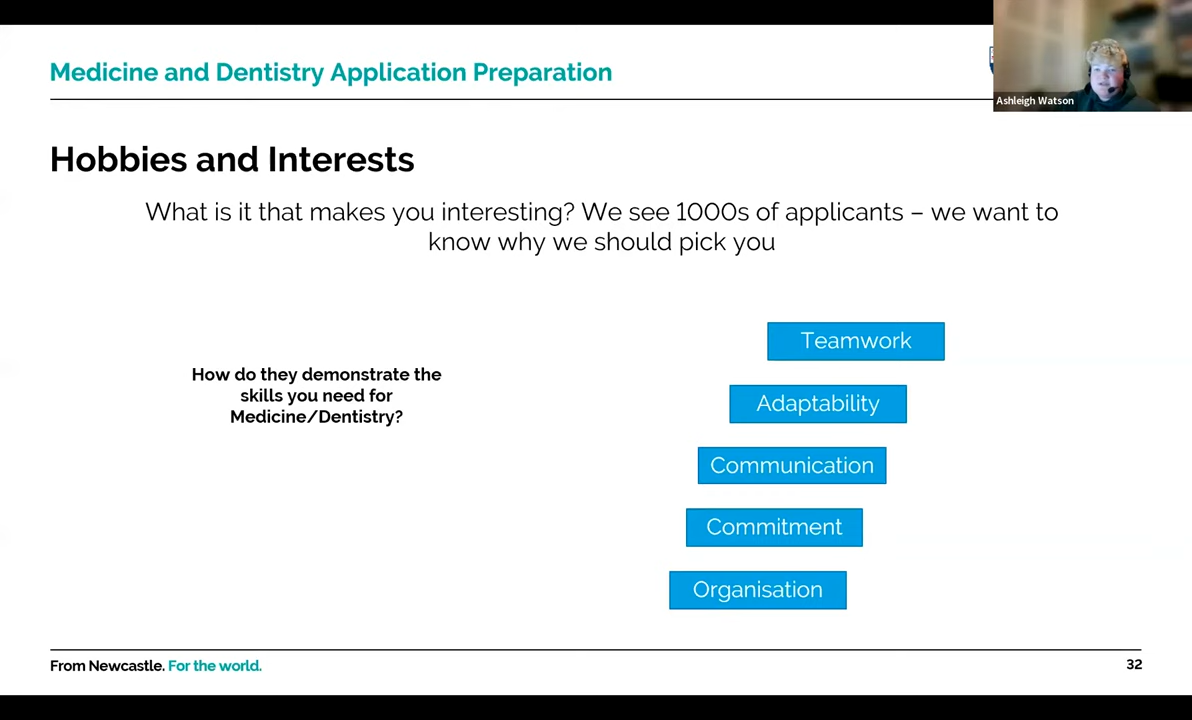 Medicine and Dentistry Application Preparation
Ashleigh Watson
Hobbies and Interests
What is it that makes you interesting? We see 1000s of applicants – we want to
know why we should pick you
How do they demonstrate the
skills you need for
Medicine/Dentistry?
Teamwork
Adaptability
Communication
Commitment
Organisation
From Newcastle. For the world.
32